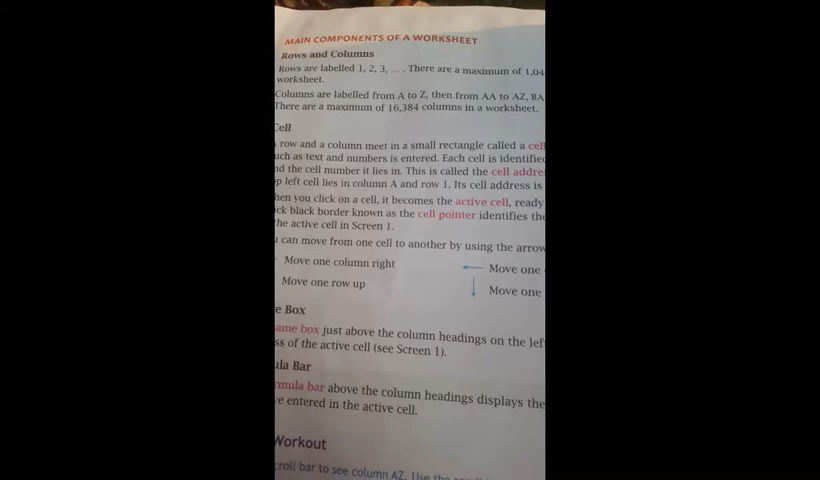 MAIN COMPONENTS OF A WORKSHEET
Rows and Columns
Rows are labelled 1, 2, 3, ... . There are a maximum of 1,04
worksheet.
Columns are labelled from A to Z, then from AA to AZ, BA
There are a maximum of 16,384 columns in a worksheet.
Cell
row and a column meet in a small rectangle called a cell
uch as text and numbers is entered. Each cell is identified
nd the cell number it lies in. This is called the cell addre
p left cell lies in column A and row 1. Its cell address is
hen you click on a cell, it becomes the active cell, ready
ck black border known as the cell pointer identifies the
the active cell in Screen 1.
u can move from one cell to another by using the arrow
Move one column right
← Move one
Move one row up
↓ Move one
e Box
ame box just above the column headings on the left
ss of the active cell (see Screen 1).
ula Bar
rmula bar above the column headings displays the
ve entered in the active cell.
Workout
croll bar to see column AZ. Use the